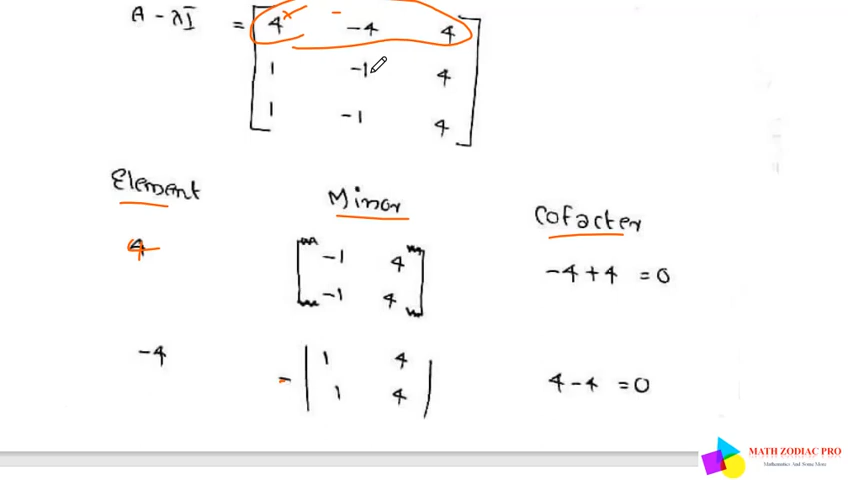 A - λI = [ 4 -4 4
1 -1 4
1 -1 4 ]
Element Minor Cofacter
4 [ -1 4 -4+4 =0
-1 4 ]
-4 - | 1 4 4-4 =0
1 4 |
MATH ZODIAC PRO
Mathematics And Some More